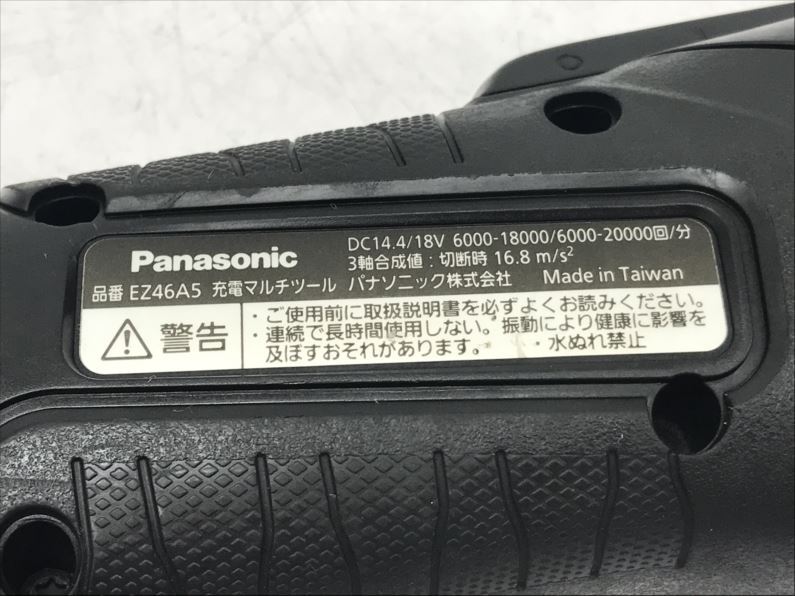 Panasonic
DC14.4/18V 6000-18000/6000-20000回/分
3軸合成値：切断時 16.8 m/s²
品番 EZ46A5 充電マルチツール パナソニック株式会社 Made in Taiwan
警告
・ご使用前に取扱説明書を必ずよくお読みください。
・連続で長時間使用しない。振動により健康に影響を
及ぼすおそれがあります。 ・水ぬれ禁止